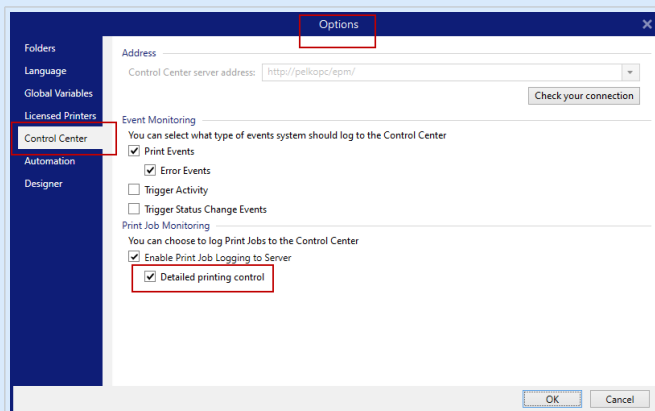 Options
Folders
Language
Global Variables
Licensed Printers
Control Center
Automation
Designer
Address
Control Center server address: http://pelkopc/epm/
Check your connection
Event Monitoring
You can select what type of events system should log to the Control Center
Print Events
Error Events
Trigger Activity
Trigger Status Change Events
Print Job Monitoring
You can choose to log Print Jobs to the Control Center
Enable Print Job Logging to Server
Detailed printing control
OK Cancel